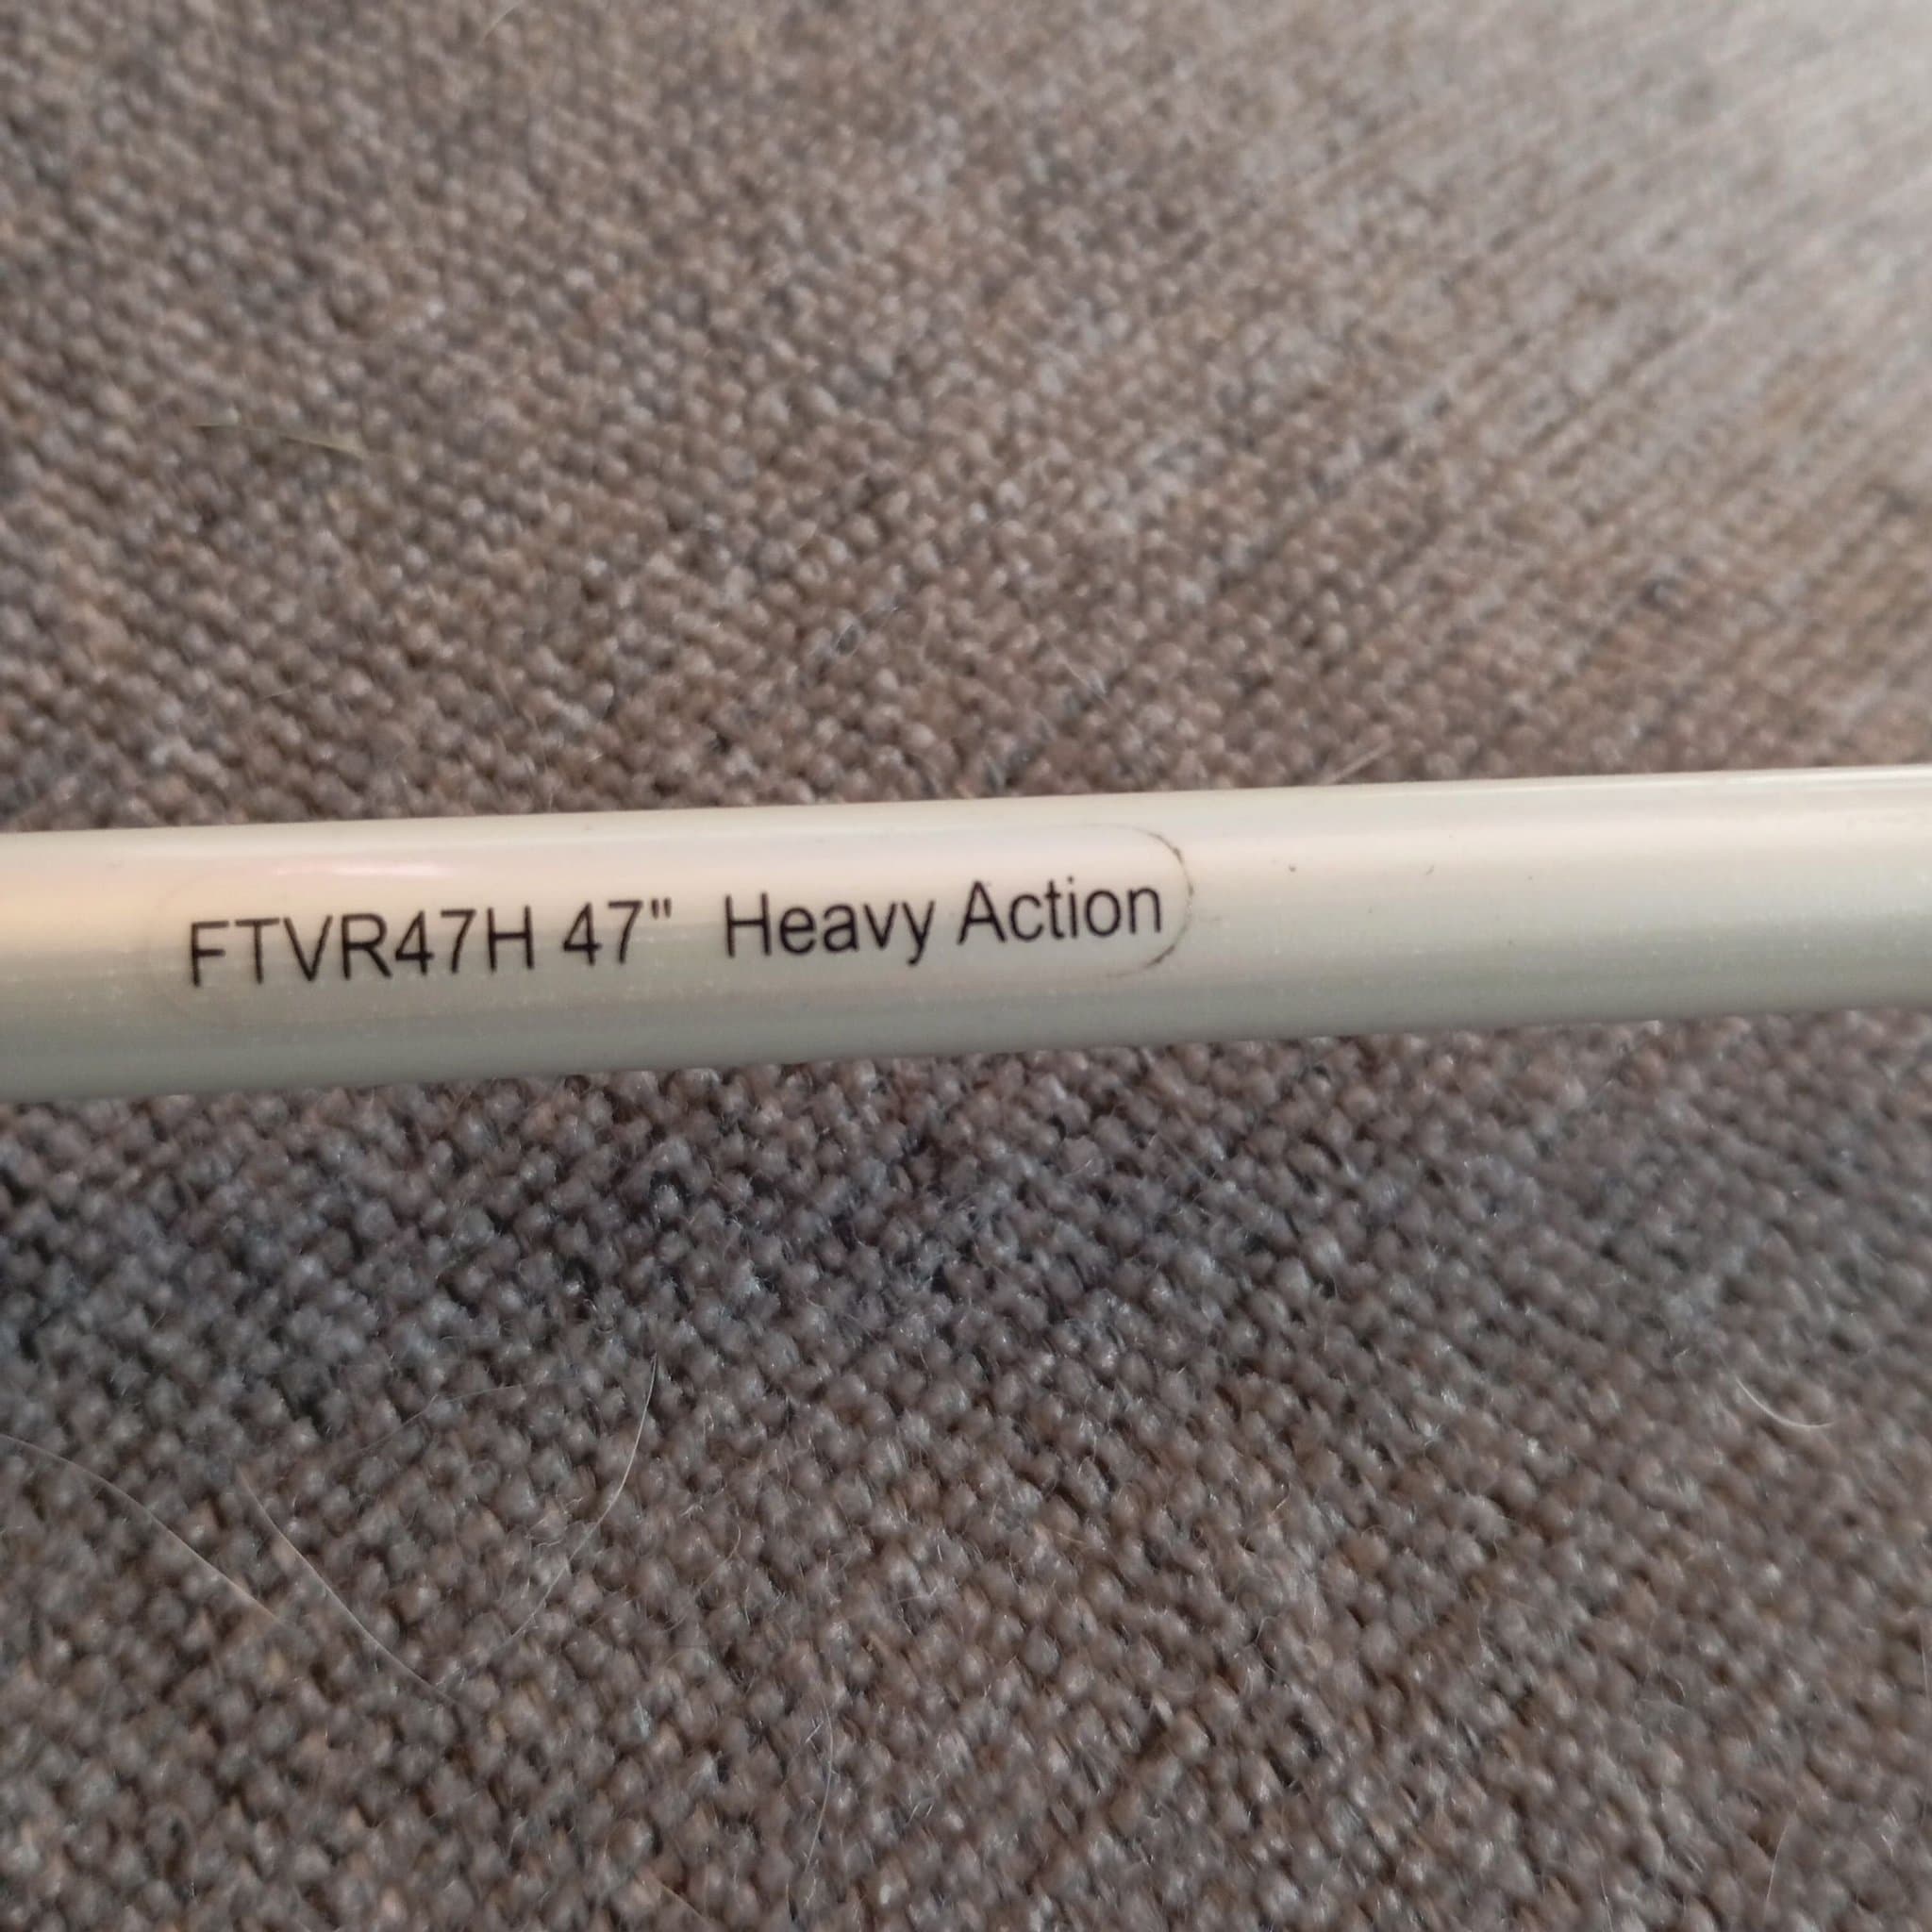 FTVR47H 47" Heavy Action